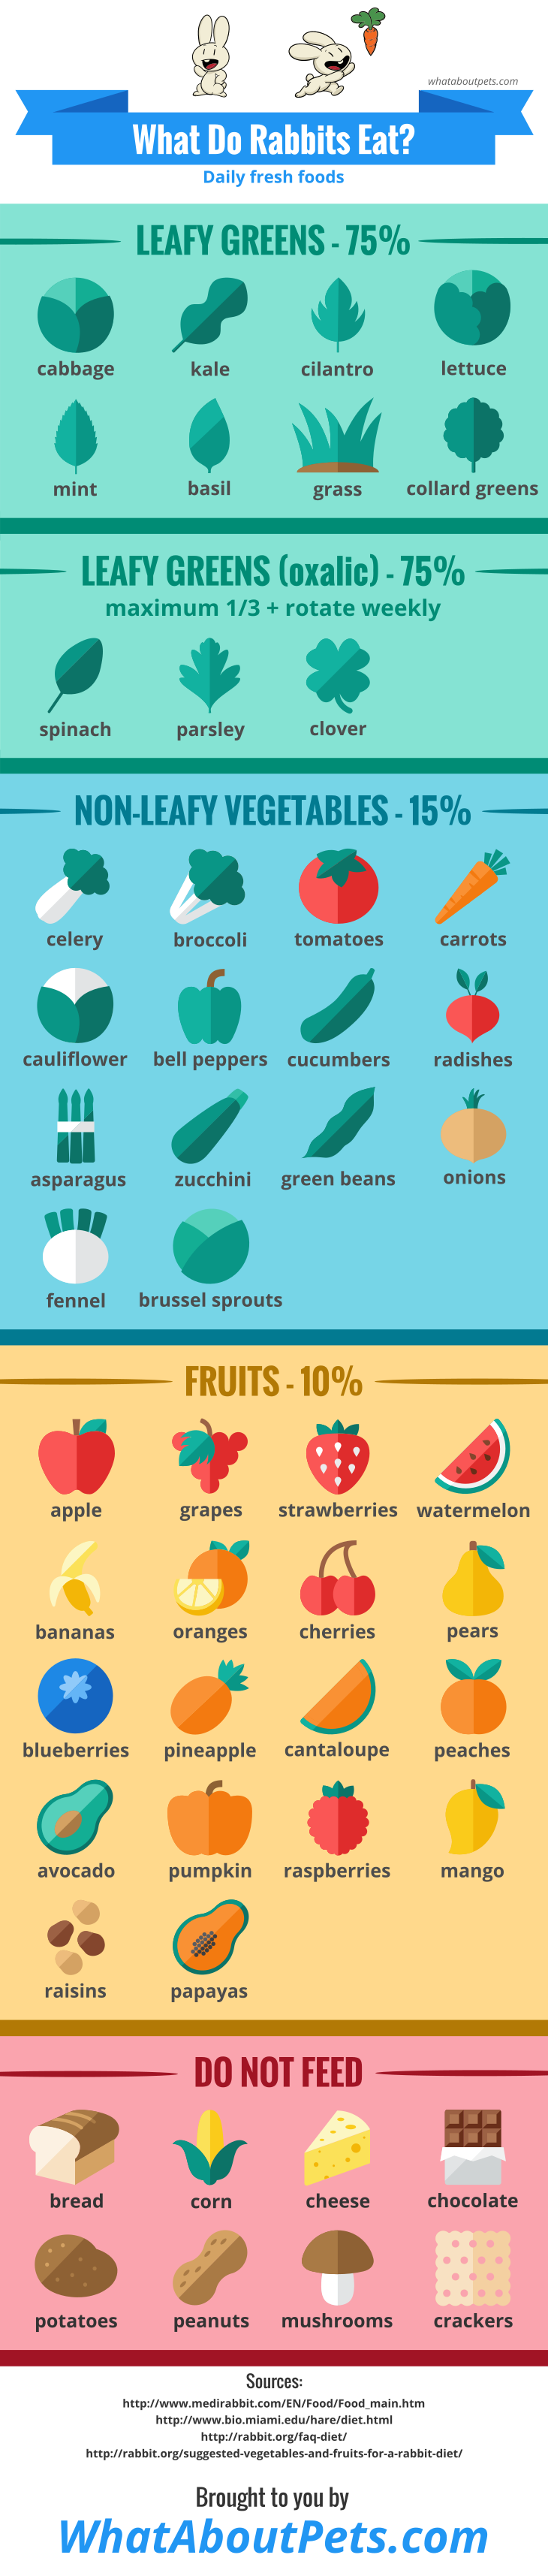 whataboutpets.com
What Do Rabbits Eat?
Daily fresh foods
LEAFY GREENS - 75%
cabbage kale cilantro lettuce
mint basil grass collard greens
LEAFY GREENS (oxalic) - 75%
maximum 1/3 + rotate weekly
spinach parsley clover
NON-LEAFY VEGETABLES - 15%
celery broccoli tomatoes carrots
cauliflower bell peppers cucumbers radishes
asparagus zucchini green beans onions
fennel brussel sprouts
FRUITS - 10%
apple grapes strawberries watermelon
bananas oranges cherries pears
blueberries pineapple cantaloupe peaches
avocado pumpkin raspberries mango
raisins papayas
DO NOT FEED
bread corn cheese chocolate
potatoes peanuts mushrooms crackers
Sources:
http://www.medirabbit.com/EN/Food/Food_main.htm
http://www.bio.miami.edu/hare/diet.html
http://rabbit.org/faq-diet/
http://rabbit.org/suggested-vegetables-and-fruits-for-a-rabbit-diet/
Brought to you by
WhatAboutPets.com